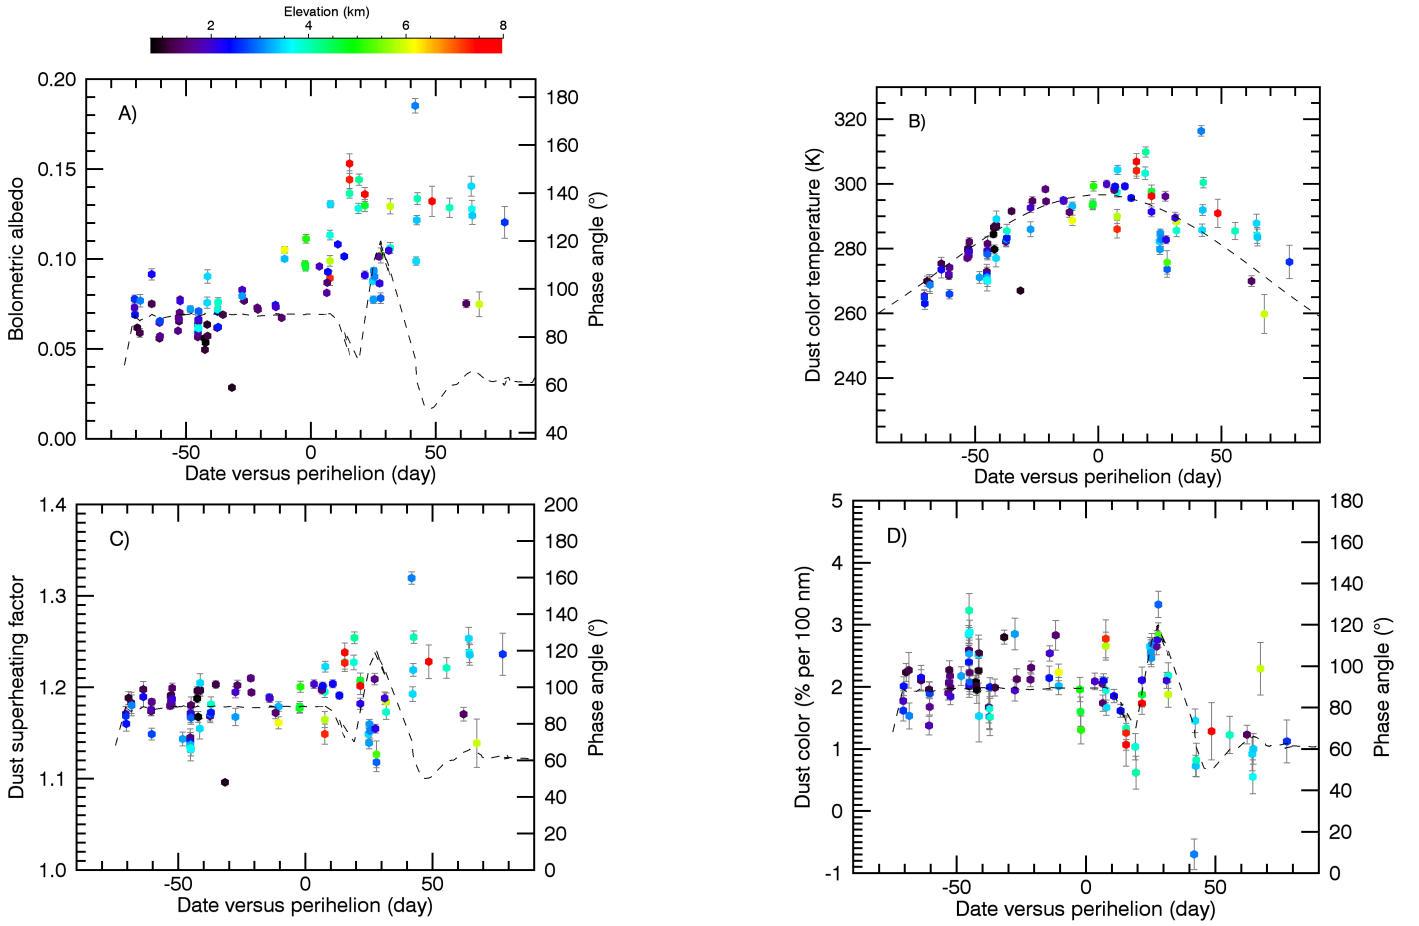 Elevation (km)
2 4 6 8
A)
0.20
0.15
0.10
0.05
0.00
Bolometric albedo
180
160
140
120
100
80
60
40
Phase angle (°)
-50 0 50
Date versus perihelion (day)
B)
320
300
280
260
240
Dust color temperature (K)
-50 0 50
Date versus perihelion (day)
C)
1.4
1.3
1.2
1.1
1.0
Dust superheating factor
200
180
160
140
120
100
80
60
40
20
0
Phase angle (°)
-50 0 50
Date versus perihelion (day)
D)
5
4
3
2
1
0
-1
Dust color (% per 100 nm)
180
160
140
120
100
80
60
40
20
0
Phase angle (°)
-50 0 50
Date versus perihelion (day)